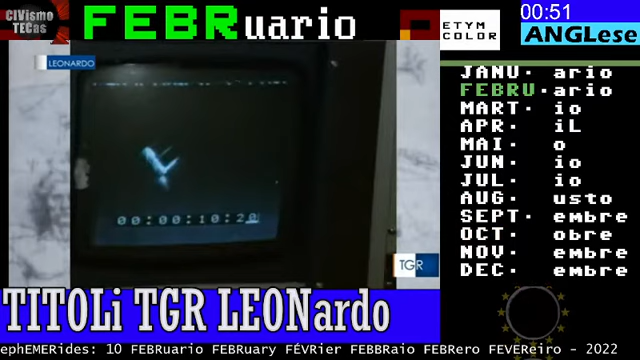 CIVismo
TECas
FEBRuario
ETYM
COLOR
00:51
ANGLese
LEONARDO
JANU· ario
FEBRU·ario
MART· io
APR· iL
MAI· o
JUN· io
JUL· io
AUG· usto
SEPT· embre
OCT· obre
NOV· embre
DEC· embre
00:00:10:20
TGR
TITOLi TGR LEONardo
ephEMERides: 10 FEBRuario FEBRuary FÉVRier FEBBRaio FEBRero FEVEReiro - 2022